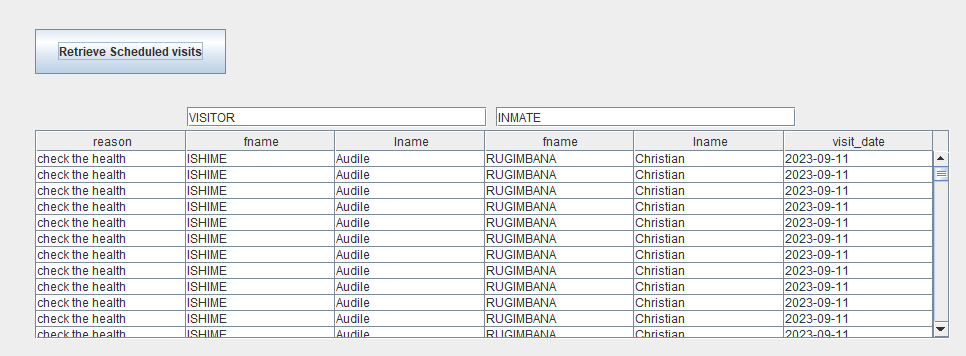 Retrieve Scheduled visits
VISITOR INMATE
reason fname lname fname lname visit_date
check the health ISHIME Audile RUGIMBANA Christian 2023-09-11
check the health ISHIME Audile RUGIMBANA Christian 2023-09-11
check the health ISHIME Audile RUGIMBANA Christian 2023-09-11
check the health ISHIME Audile RUGIMBANA Christian 2023-09-11
check the health ISHIME Audile RUGIMBANA Christian 2023-09-11
check the health ISHIME Audile RUGIMBANA Christian 2023-09-11
check the health ISHIME Audile RUGIMBANA Christian 2023-09-11
check the health ISHIME Audile RUGIMBANA Christian 2023-09-11
check the health ISHIME Audile RUGIMBANA Christian 2023-09-11
check the health ISHIME Audile RUGIMBANA Christian 2023-09-11
check the health ISHIME Audile RUGIMBANA Christian 2023-09-11
check the health ISHIME Audile RUGIMBANA Christian 2023-09-11